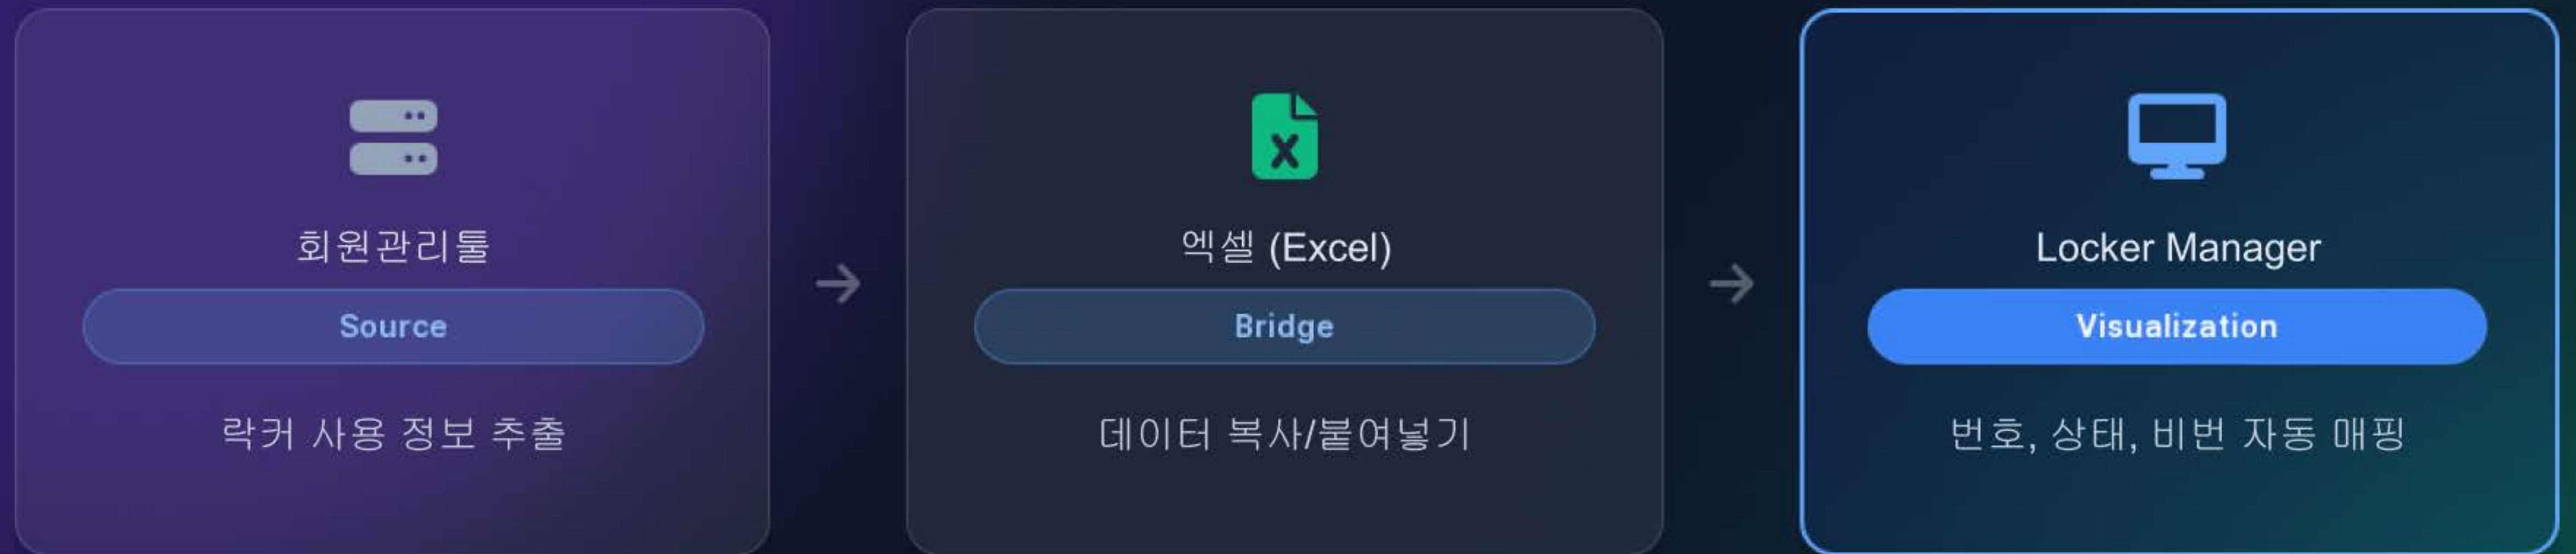 회원관리툴
Source
락커 사용 정보 추출
엑셀 (Excel)
Bridge
데이터 복사/붙여넣기
Locker Manager
Visualization
번호, 상태, 비번 자동 매핑